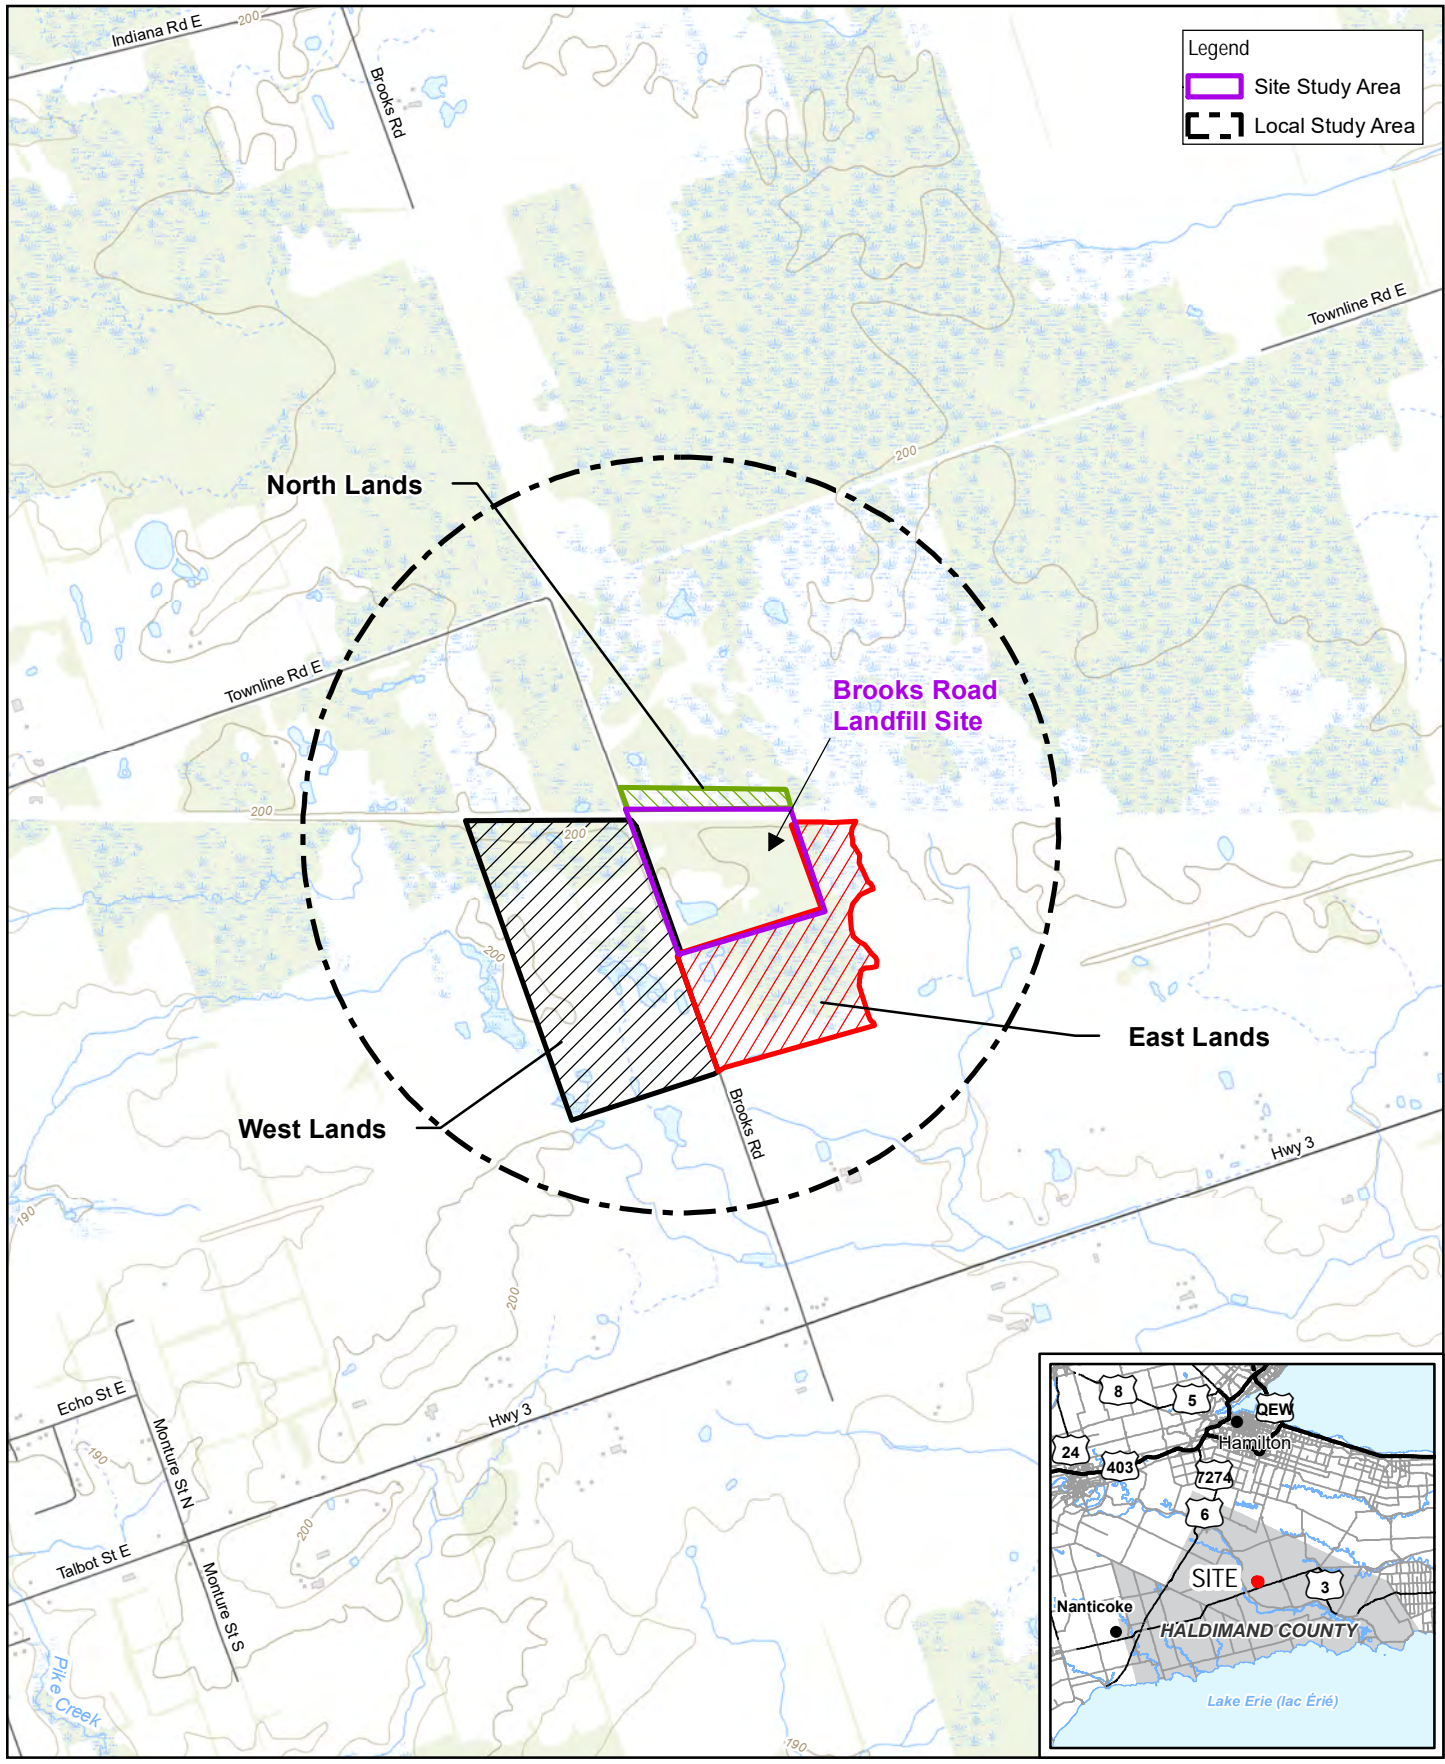 Indiana Rd E
200
Brooks Rd
Legend
Site Study Area
Local Study Area
Townline Rd E
200
North Lands
Townline Rd E
Brooks Road
Landfill Site
200
200
200
East Lands
West Lands
Brooks Rd
Hwy 3
190
200
Echo St E
Monture St N
190
Hwy 3
200
Talbot St E
Monture St S
Pike Creek
190
8
5
QEW
Hamilton
24
403
7274
6
SITE
3
Nanticoke
HALDIMAND COUNTY
Lake Erie (lac Érié)